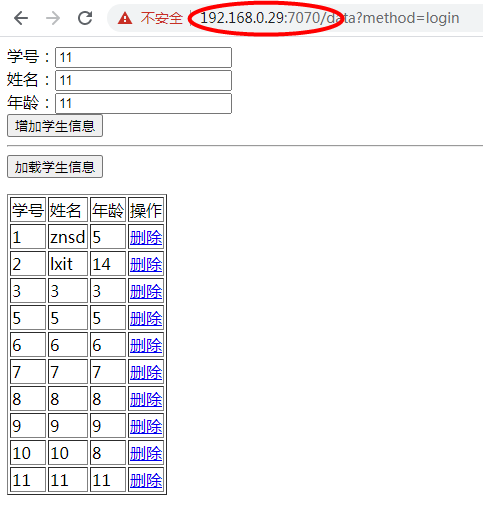 不安全 192.168.0.29:7070/data?method=login
学号：11
姓名：11
年龄：11
增加学生信息
加载学生信息
学号 姓名 年龄 操作
1 znsd 5 删除
2 lxit 14 删除
3 3 3 删除
5 5 5 删除
6 6 6 删除
7 7 7 删除
8 8 8 删除
9 9 9 删除
10 10 8 删除
11 11 11 删除